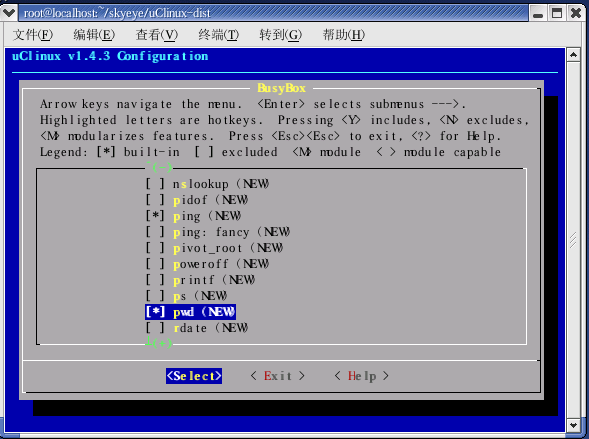 root@localhost:~/skyeye/uClinux-dist
文件(F) 编辑(E) 查看(V) 终端(T) 转到(G) 帮助(H)
uClinux v1.4.3 Configuration
BusyBox
Arrow keys navigate the menu. <Enter> selects submenus --->.
Highlighted letters are hotkeys. Pressing <Y> includes, <N> excludes,
<M> modularizes features. Press <Esc><Esc> to exit, <?> for Help.
Legend: [*] built-in [ ] excluded <M> module < > module capable
^(-)
[ ] nslookup (NEW)
[ ] pidof (NEW)
[*] ping (NEW)
[ ] ping: fancy (NEW)
[ ] pivot_root (NEW)
[ ] poweroff (NEW)
[ ] printf (NEW)
[ ] ps (NEW)
[*] pwd (NEW)
[ ] rdate (NEW)
(+)
<Select> < Exit > < Help >